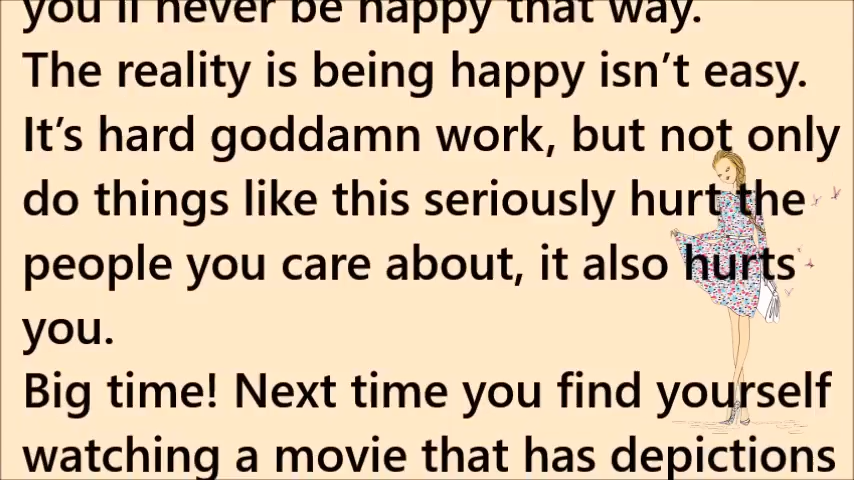 you'll never be happy that way.
The reality is being happy isn’t easy.
It’s hard goddamn work, but not only
do things like this seriously hurt the
people you care about, it also hurts
you.
Big time! Next time you find yourself
watching a movie that has depictions